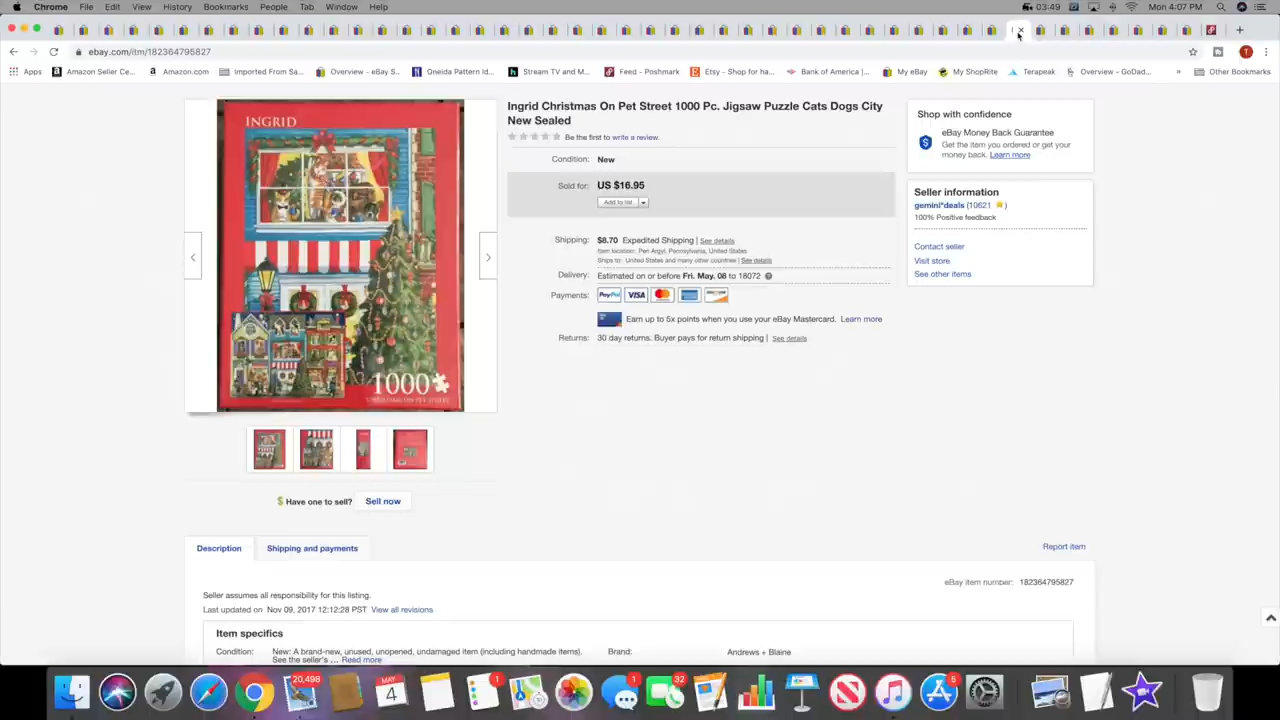 Chrome File Edit View History Bookmarks People Tab Window Help
03:49 Mon 4:07 PM
ebay.com/itm/182364795827
T
Apps Amazon Seller Ce... Amazon.com Imported From Sa... Overview - eBay S... Oneida Pattern Id... Stream TV and M... Feed - Poshmark Etsy - Shop for ha... Bank of America |... My eBay My ShopRite Terapeak Overview - GoDad... » Other Bookmarks
INGRID
1000
Ingrid Christmas On Pet Street 1000 Pc. Jigsaw Puzzle Cats Dogs City
New Sealed
Be the first to write a review.
Condition: New
Sold for: US $16.95
Add to list
Shipping: $8.70 Expedited Shipping | See details
Item location: Pen Argyl, Pennsylvania, United States
Ships to: United States and many other countries | See details
Delivery: Estimated on or before Fri. May. 08 to 18072
Payments: PayPal VISA
Earn up to 5x points when you use your eBay Mastercard. Learn more
Returns: 30 day returns. Buyer pays for return shipping | See details
Shop with confidence
eBay Money Back Guarantee
Get the item you ordered or get your
money back. Learn more
Seller information
gemini*deals (10621 )
100% Positive feedback
Contact seller
Visit store
See other items
$ Have one to sell? Sell now
Description Shipping and payments
Report item
eBay item number: 182364795827
Seller assumes all responsibility for this listing.
Last updated on Nov 09, 2017 12:12:28 PST View all revisions
Item specifics
Condition: New: A brand-new, unused, unopened, undamaged item (including handmade items).
See the seller's ... Read more
Brand: Andrews + Blaine
20,498 MAY 4 1 1 32 5